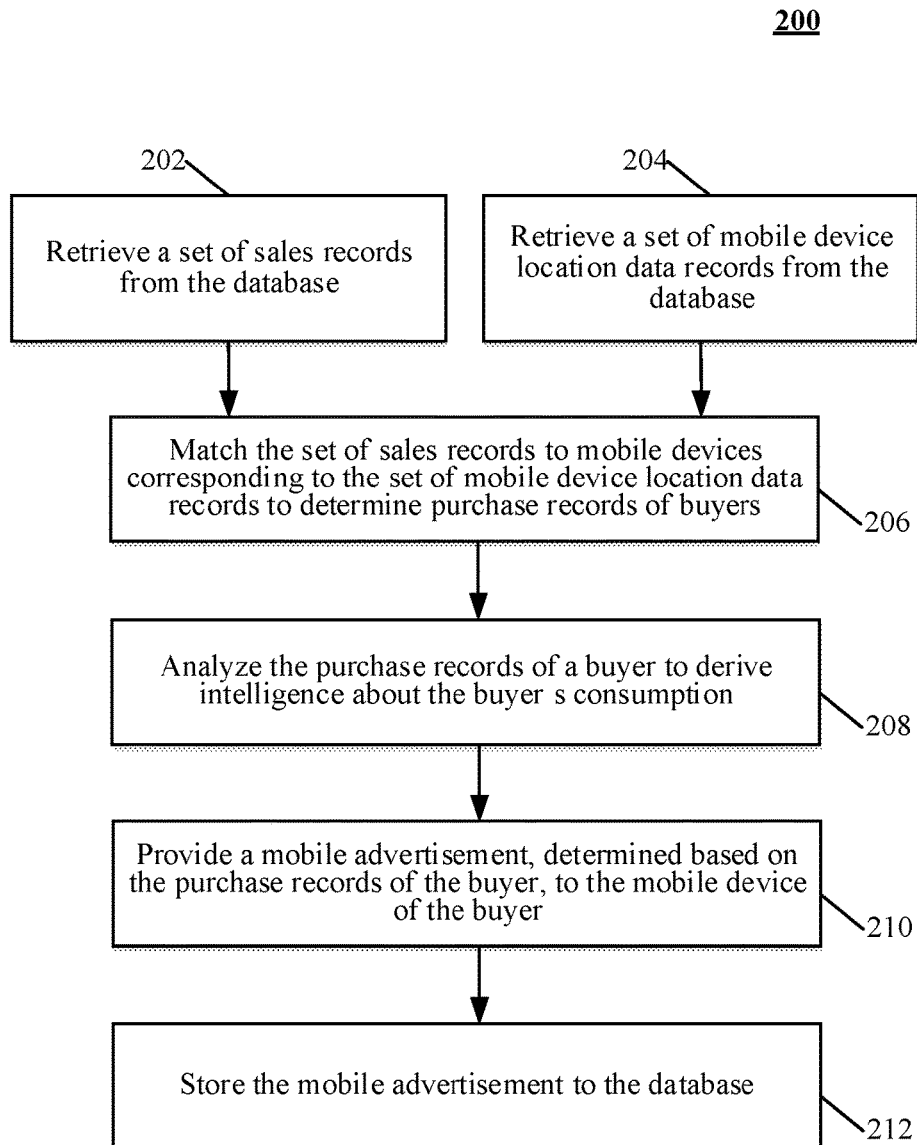 200
202
204
Retrieve a set of sales records
from the database
Retrieve a set of mobile device
location data records from the
database
Match the set of sales records to mobile devices
corresponding to the set of mobile device location data
records to determine purchase records of buyers
206
Analyze the purchase records of a buyer to derive
intelligence about the buyer s consumption
208
Provide a mobile advertisement, determined based on
the purchase records of the buyer, to the mobile device
of the buyer
210
Store the mobile advertisement to the database
212